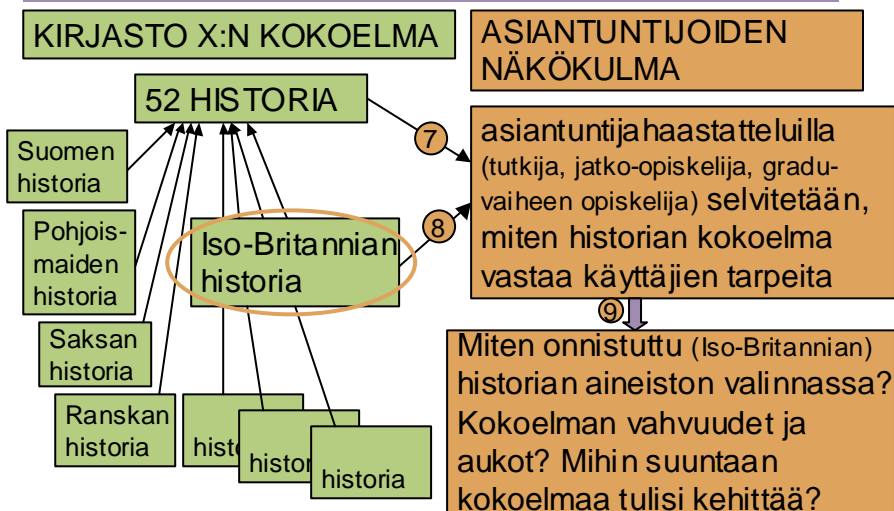 KIRJASTO X:N KOKOELMA
ASIANTUNTIJOIDEN
NÄKÖKULMA
52 HISTORIA
7
Suomen
historia
Pohjois-
maiden
historia
Saksan
historia
Ranskan
historia
Iso-Britannian
historia
8
histo
histor
historia
asiantuntijahaastatteluilla
(tutkija, jatko-opiskelija, gradu-
vaiheen opiskelija) selvitetään,
miten historian kokoelma
vastaa käyttäjien tarpeita
9
Miten onnistuttu (Iso-Britannian)
historian aineiston valinnassa?
Kokoelman vahvuudet ja
aukot? Mihin suuntaan
kokoelmaa tulisi kehittää?